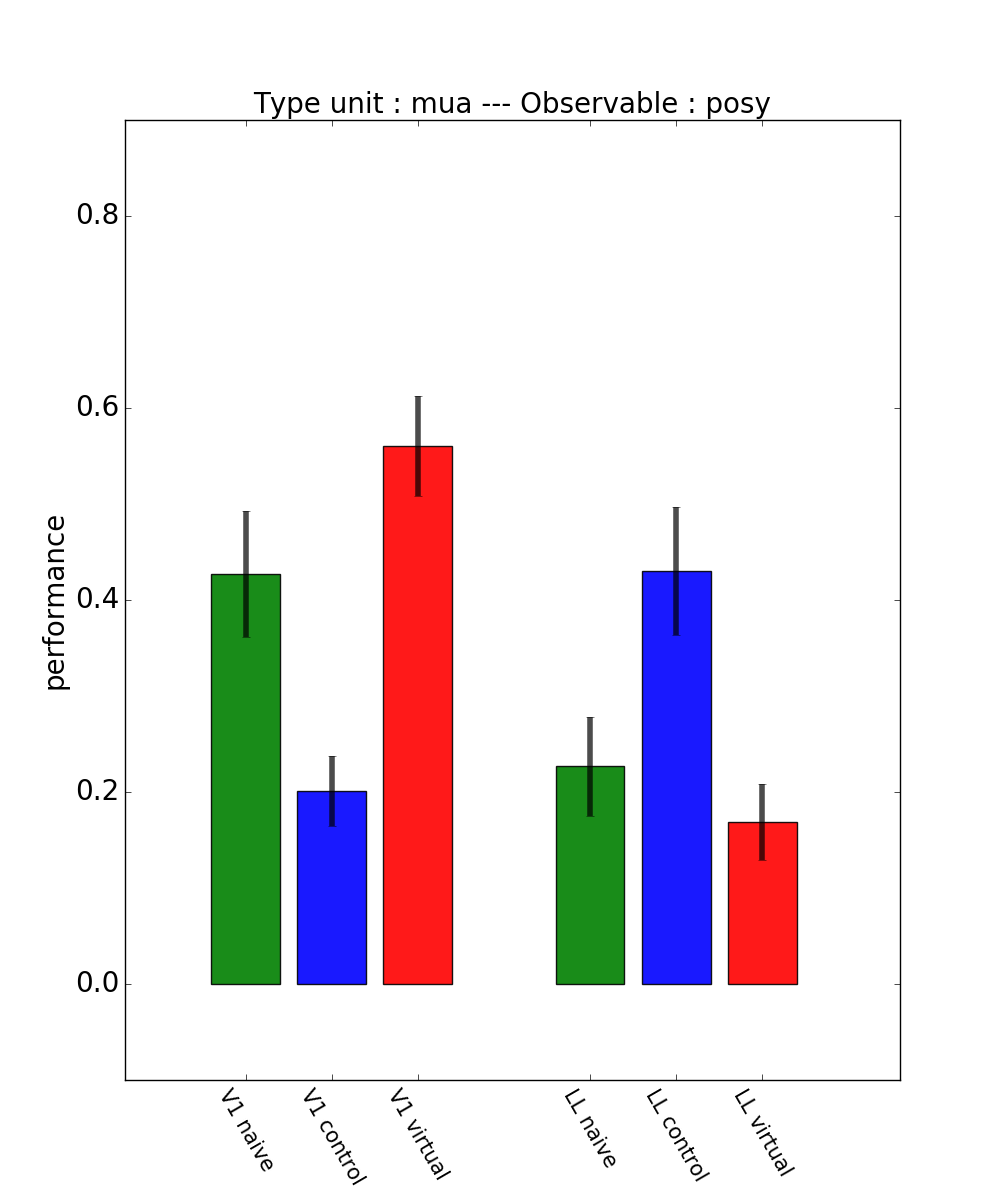 Type unit : mua --- Observable : posy
0.8
0.6
0.4
0.2
0.0
performance
V1 naive
V1 control
V1 virtual
LL naive
LL control
LL virtual